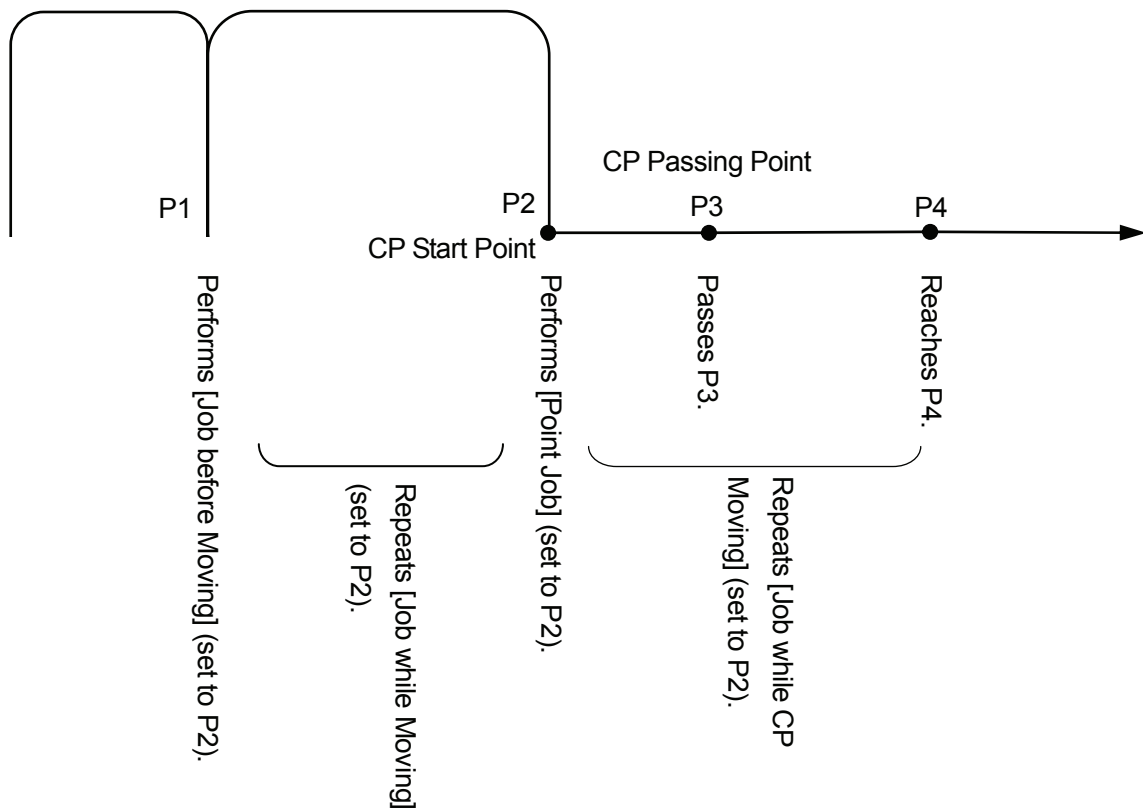 CP Passing Point
P1
P2
P3
P4
CP Start Point
Performs [Job before Moving] (set to P2).
Repeats [Job while Moving]
(set to P2).
Performs [Point Job] (set to P2).
Passes P3.
Repeats [Job while CP
Moving] (set to P2).
Reaches P4.